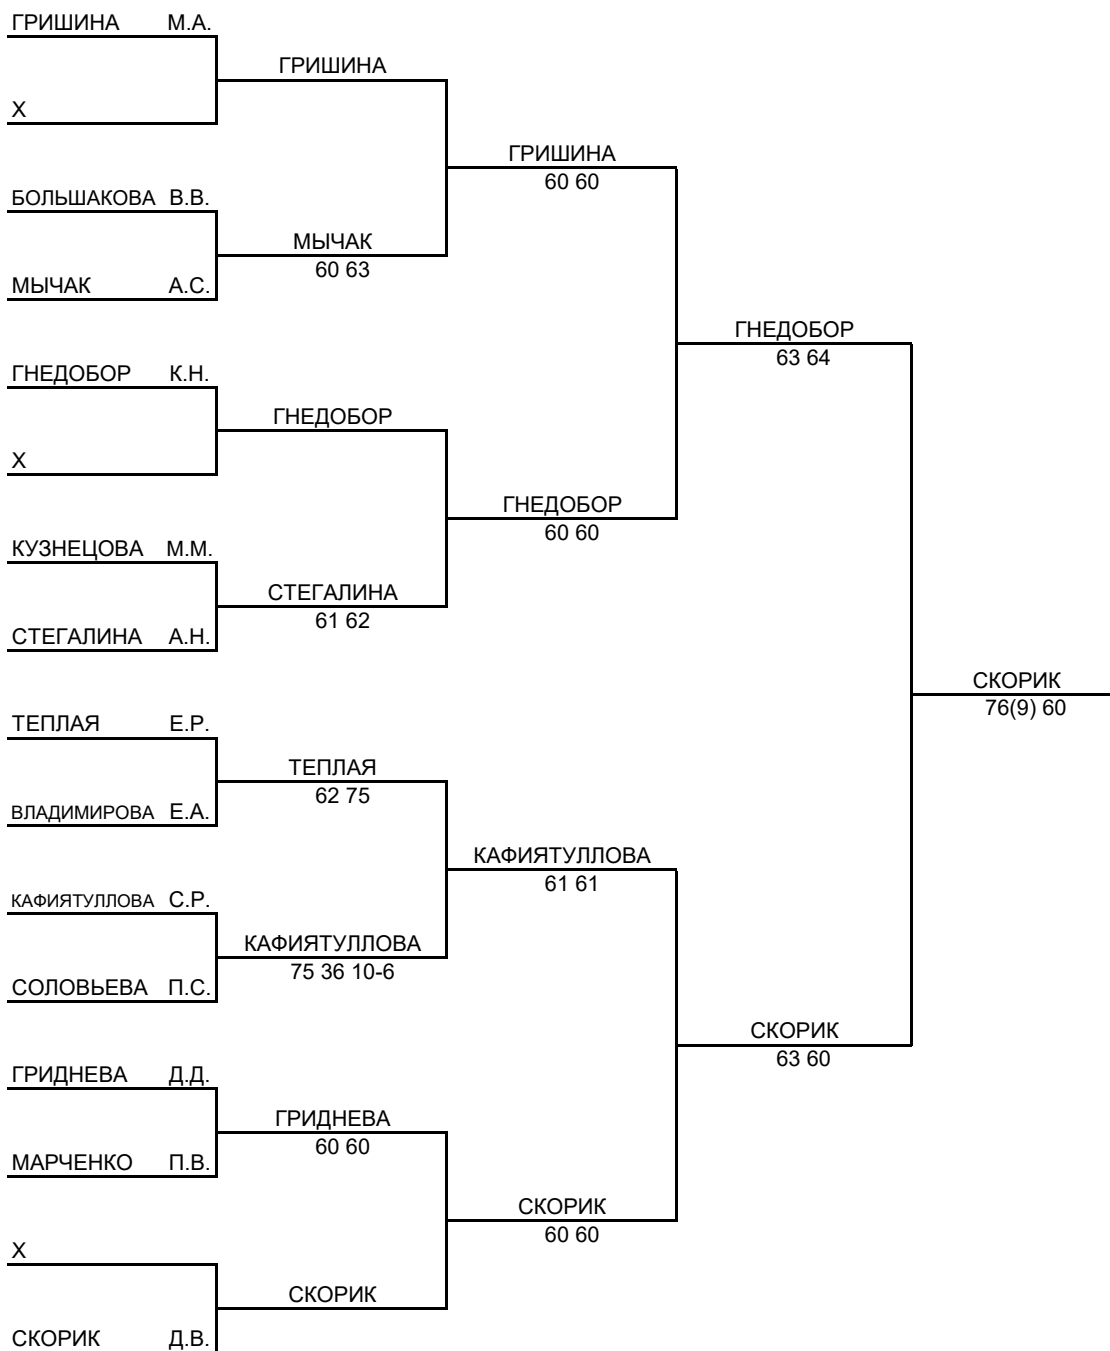 ГРИШИНА М.А.
ГРИШИНА
X
ГРИШИНА
60 60
БОЛЬШАКОВА В.В.
МЫЧАК
60 63
МЫЧАК А.С.
ГНЕДОБОР
63 64
ГНЕДОБОР К.Н.
ГНЕДОБОР
X
ГНЕДОБОР
60 60
КУЗНЕЦОВА М.М.
СТЕГАЛИНА
61 62
СТЕГАЛИНА А.Н.
СКОРИК
76(9) 60
ТЕПЛАЯ Е.Р.
ТЕПЛАЯ
62 75
ВЛАДИМИРОВА Е.А.
КАФИЯТУЛЛОВА
61 61
КАФИЯТУЛЛОВА С.Р.
КАФИЯТУЛЛОВА
75 36 10-6
СОЛОВЬЕВА П.С.
СКОРИК
63 60
ГРИДНЕВА Д.Д.
ГРИДНЕВА
60 60
МАРЧЕНКО П.В.
СКОРИК
60 60
X
СКОРИК
СКОРИК Д.В.